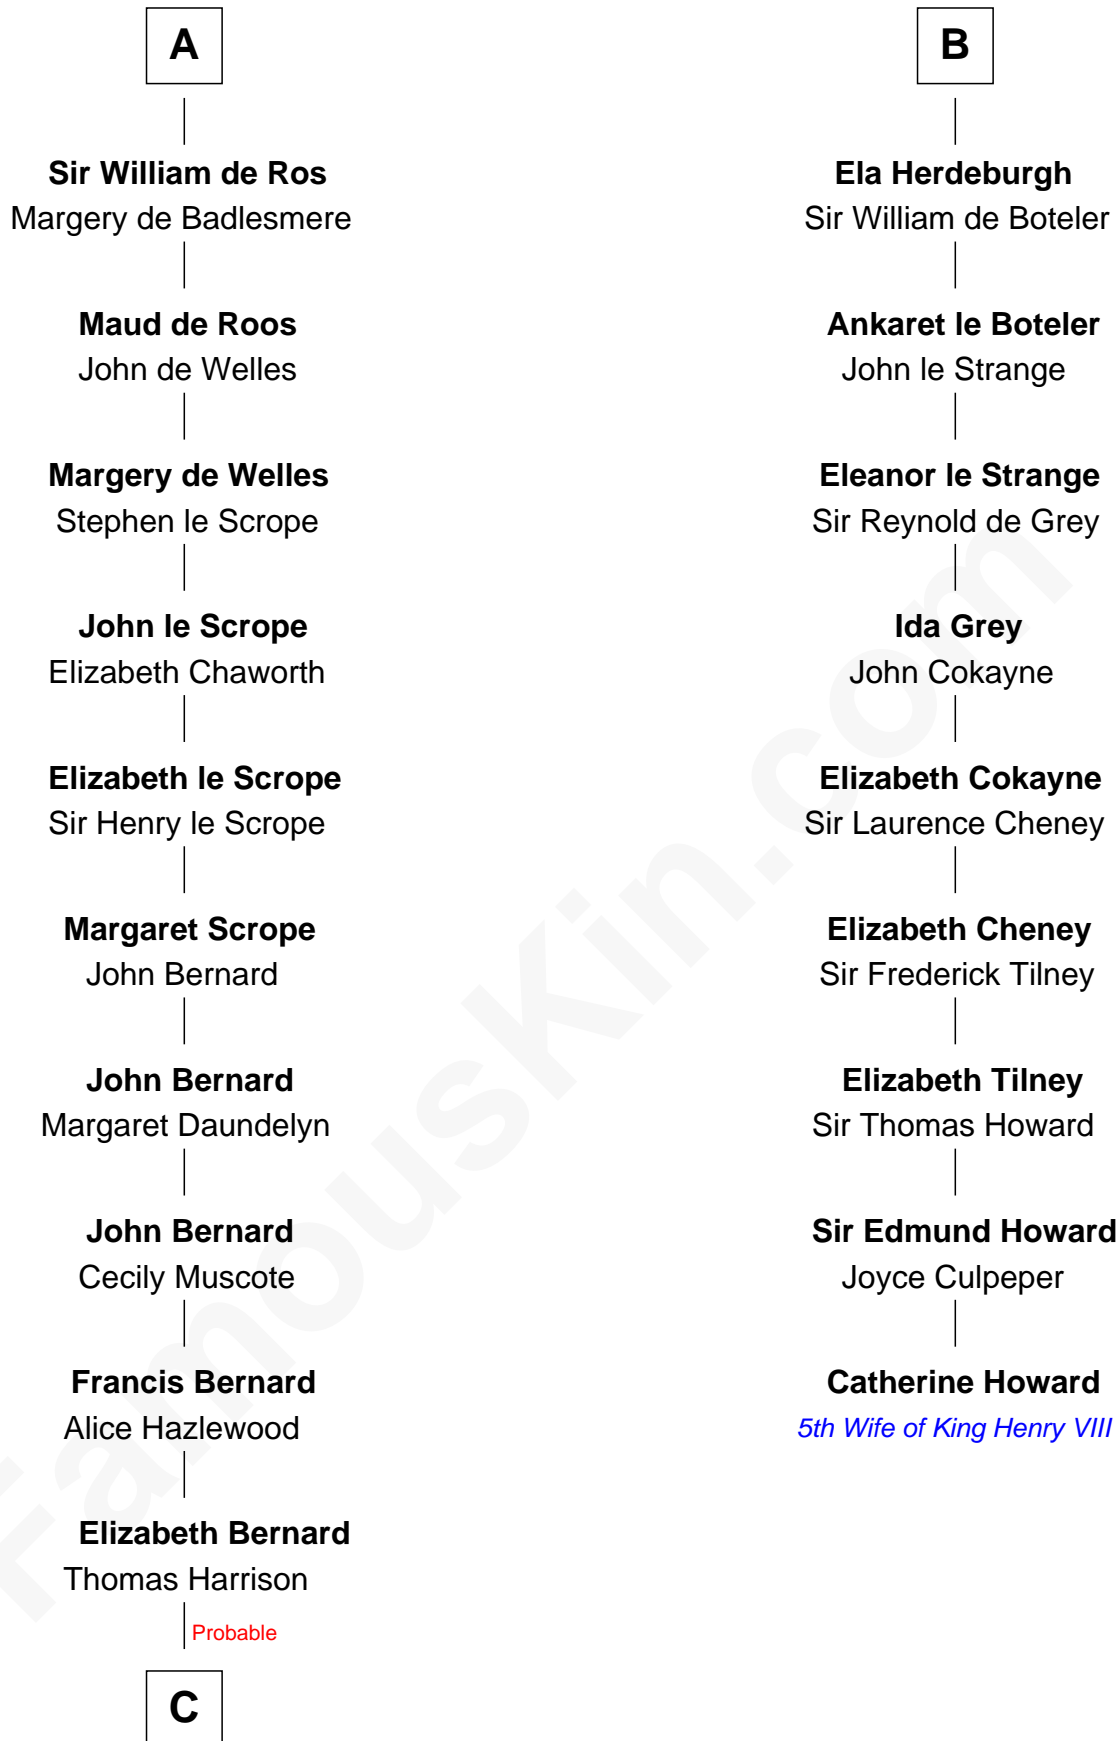 A
Sir William de Ros
Margery de Badlesmere
Maud de Roos
John de Welles
Margery de Welles
Stephen le Scrope
John le Scrope
Elizabeth Chaworth
Elizabeth le Scrope
Sir Henry le Scrope
Margaret Scrope
John Bernard
John Bernard
Margaret Daundelyn
John Bernard
Cecily Muscote
Francis Bernard
Alice Hazlewood
Elizabeth Bernard
Thomas Harrison
Probable
C
B
Ela Herdeburgh
Sir William de Boteler
Ankaret le Boteler
John le Strange
Eleanor le Strange
Sir Reynold de Grey
Ida Grey
John Cokayne
Elizabeth Cokayne
Sir Laurence Cheney
Elizabeth Cheney
Sir Frederick Tilney
Elizabeth Tilney
Sir Thomas Howard
Sir Edmund Howard
Joyce Culpeper
Catherine Howard
5th Wife of King Henry VIII
FamousKin.com